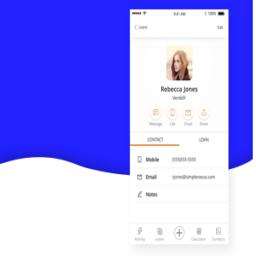 9:41 AM 100%
Loans Edit
Rebecca Jones
Message Call Email Share
CONTACT LOAN
Mobile (555)555-5555
Email rjones@simplenexus.com
Notes
Activity Loans Calculator Contacts